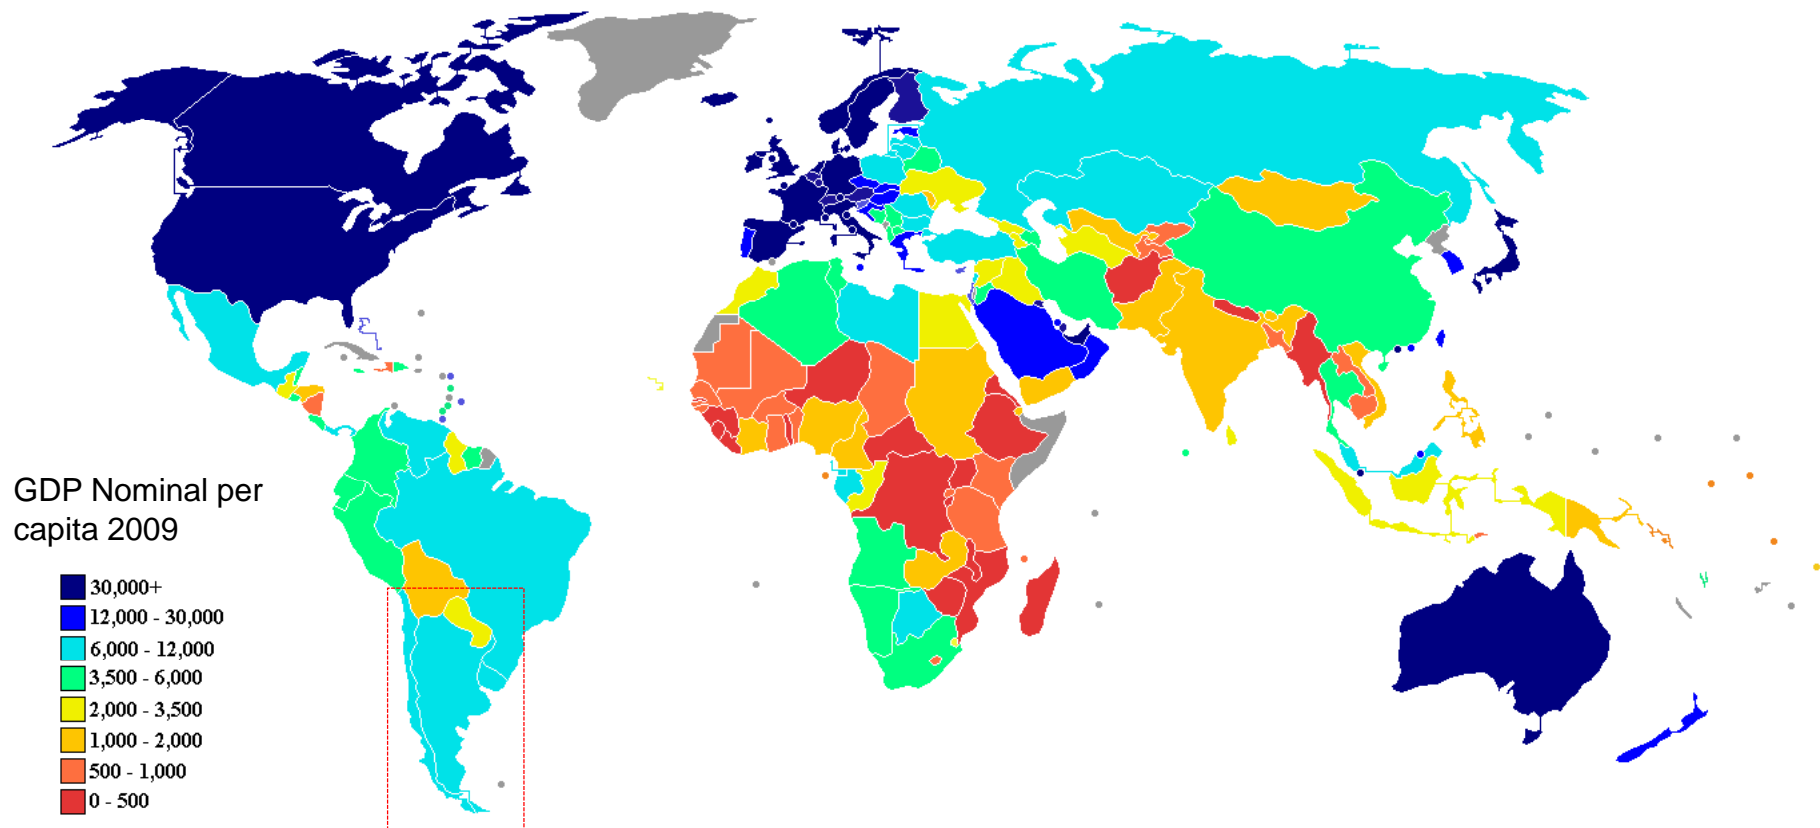 GDP Nominal per
capita 2009
30,000+
12,000 - 30,000
6,000 - 12,000
3,500 - 6,000
2,000 - 3,500
1,000 - 2,000
500 - 1,000
0 - 500